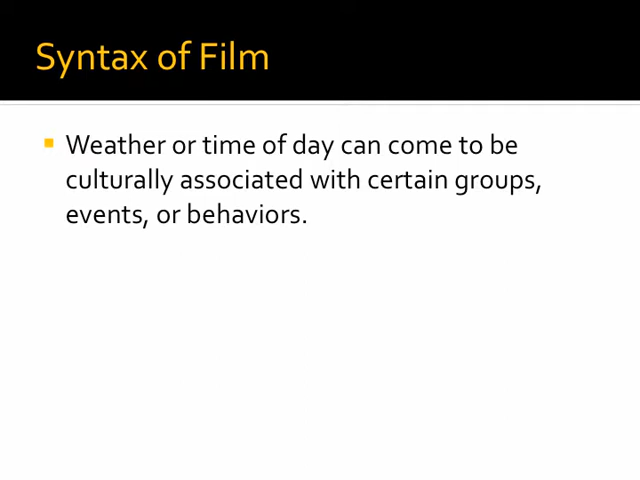 Syntax of Film
Weather or time of day can come to be
culturally associated with certain groups,
events, or behaviors.